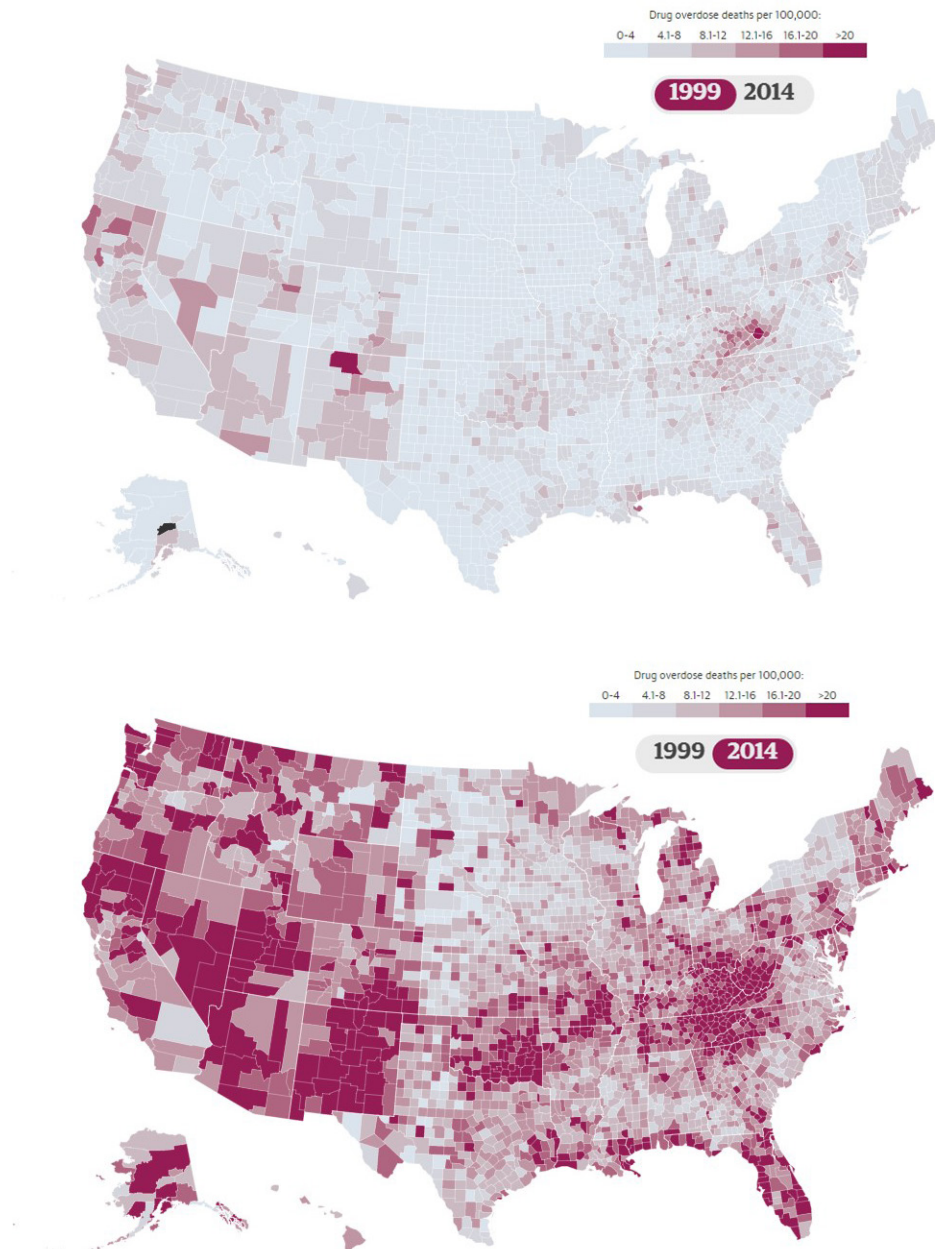 Drug overdose deaths per 100,000:
0-4 4.1-8 8.1-12 12.1-16 16.1-20 >20
1999 2014
Drug overdose deaths per 100,000:
0-4 4.1-8 8.1-12 12.1-16 16.1-20 >20
1999 2014